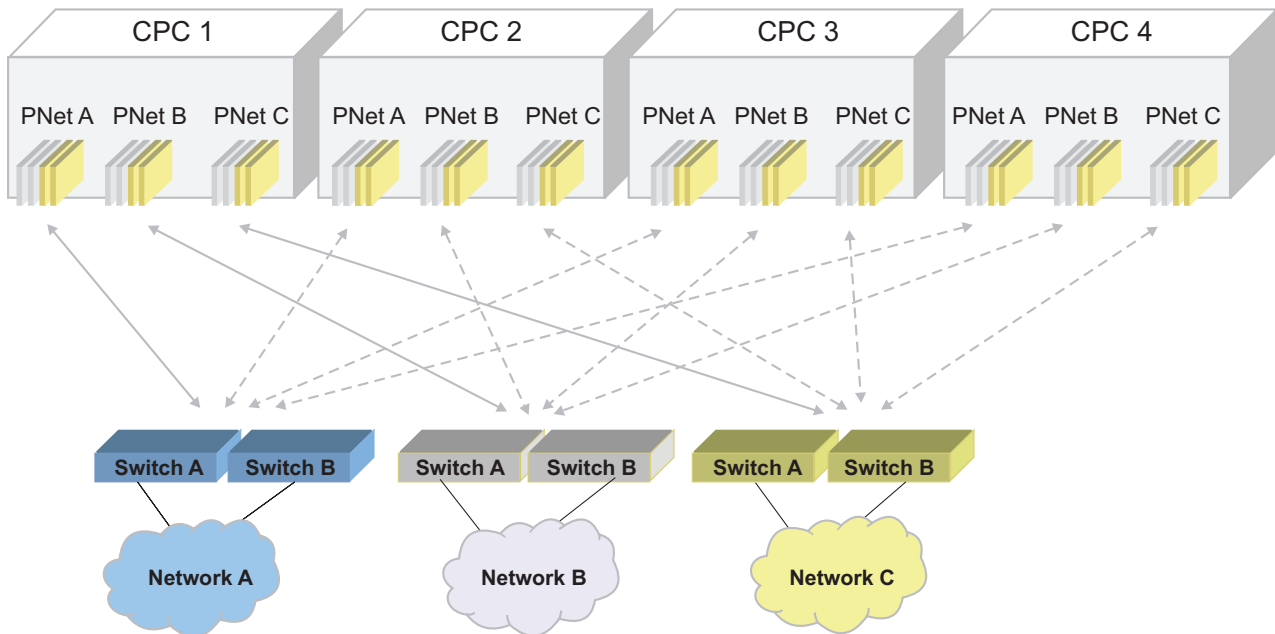 CPC 1
CPC 2
CPC 3
CPC 4
PNet A PNet B PNet C
PNet A PNet B PNet C
PNet A PNet B PNet C
PNet A PNet B PNet C
Switch A Switch B
Switch A Switch B
Switch A Switch B
Network A
Network B
Network C